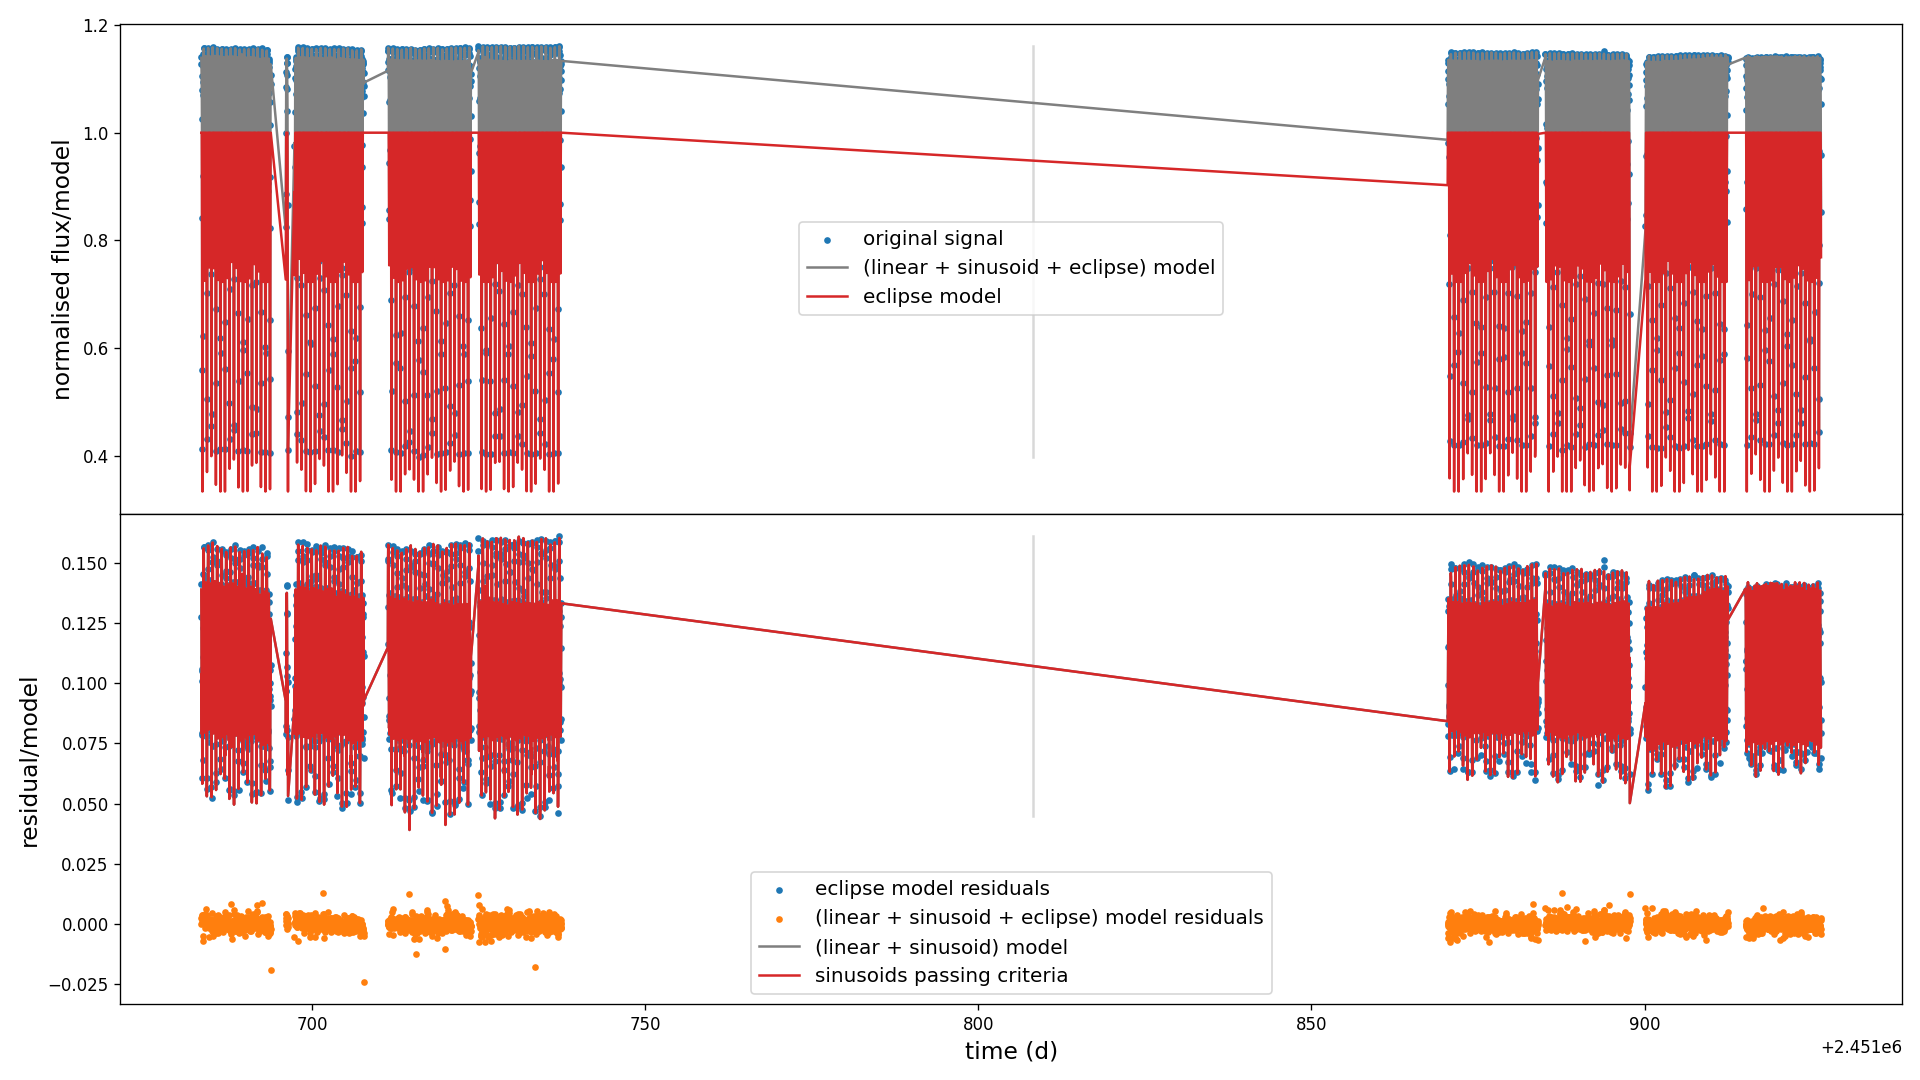 1.2
1.0
0.8
0.6
0.4
normalised flux/model
original signal
(linear + sinusoid + eclipse) model
eclipse model
0.150
0.125
0.100
0.075
0.050
0.025
0.000
−0.025
residual/model
eclipse model residuals
(linear + sinusoid + eclipse) model residuals
(linear + sinusoid) model
sinusoids passing criteria
700 750 800 850 900
time (d)
+2.451e6